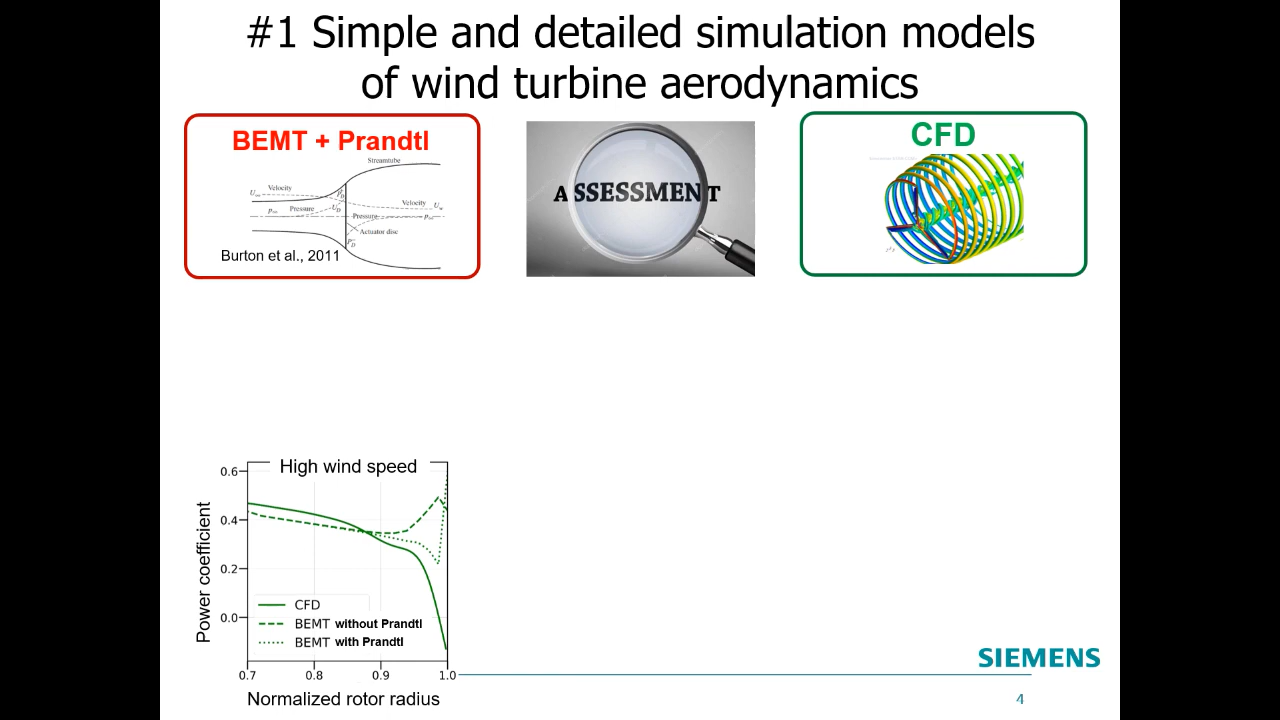 #1 Simple and detailed simulation models
of wind turbine aerodynamics
BEMT + Prandtl
Streamtube
Velocity
Velocity
Pressure
Pressure
Actuator disc
Burton et al., 2011
ASSESSMENT
CFD
High wind speed
Power coefficient
0.6
0.4
0.2
0.0
CFD
BEMT without Prandtl
BEMT with Prandtl
0.7 0.8 0.9 1.0
Normalized rotor radius
SIEMENS
4